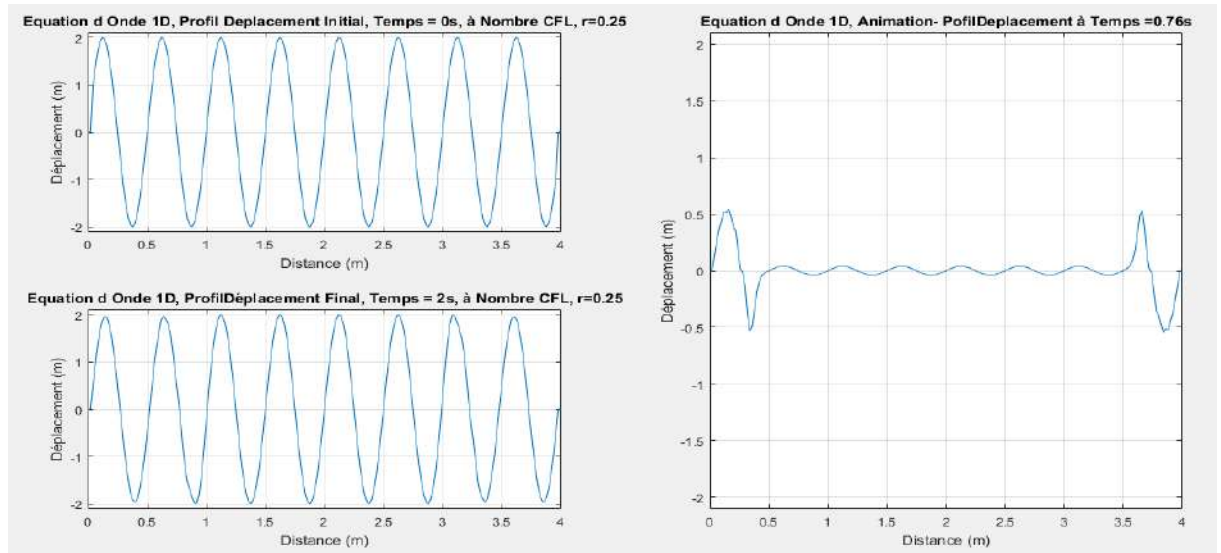 Equation d Onde 1D, Profil Deplacement Initial, Temps = 0s, à Nombre CFL, r=0.25
2
1
0
-1
-2
Déplacement (m)
0 0.5 1 1.5 2 2.5 3 3.5 4
Distance (m)
Equation d Onde 1D, ProfilDéplacement Final, Temps = 2s, à Nombre CFL, r=0.25
2
1
0
-1
-2
Déplacement (m)
0 0.5 1 1.5 2 2.5 3 3.5 4
Distance (m)
Equation d Onde 1D, Animation- PofilDeplacement à Temps =0.76s
2
1.5
1
0.5
0
-0.5
-1
-1.5
-2
Déplacement (m)
0 0.5 1 1.5 2 2.5 3 3.5 4
Distance (m)